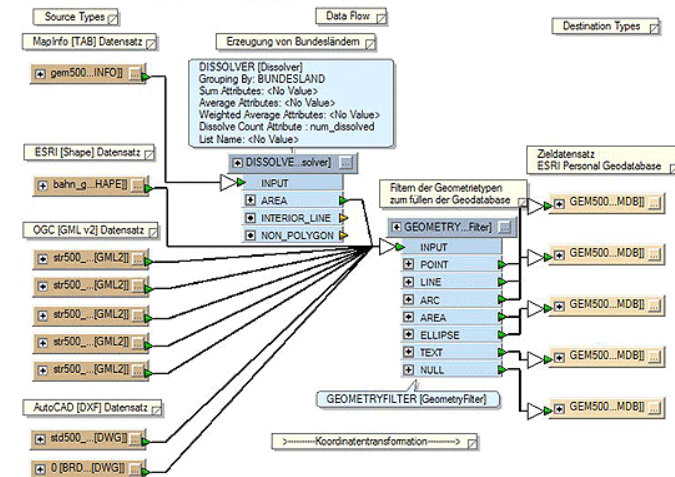 Source Types
Data Flow
Destination Types
MapInfo [TAB] Datensatz
Erzeugung von Bundesländern
gem500...INFO]]
DISSOLVER [Dissolver]
Grouping By: BUNDESLAND
Sum Attributes: <No Value>
Average Attributes: <No Value>
Weighted Average Attributes: <No Value>
Dissolve Count Attribute : num_dissolved
List Name: <No Value>
ESRI [Shape] Datensatz
bahn_g...HAPE]]
DISSOLVE...solver]
INPUT
AREA
INTERIOR_LINE
NON_POLYGON
Filtern der Geometrietypen
zum füllen der Geodatabase
Zieldatensatz
ESRI Personal Geodatabase
OGC [GML v2] Datensatz
str500_...[GML2]]
str500_...[GML2]]
str500_...[GML2]]
str500_...[GML2]]
str500_...[GML2]]
GEOMETRY...Filter]
INPUT
POINT
LINE
ARC
AREA
ELLIPSE
TEXT
NULL
GEOMETRYFILTER [GeometryFilter]
GEM500...MDB]]
GEM500...MDB]]
GEM500...MDB]]
GEM500...MDB]]
GEM500...MDB]]
AutoCAD [DXF] Datensatz
std500_...[DWG]]
0 [BRD...[DWG]]
>----------Koordinatentransformation---------->